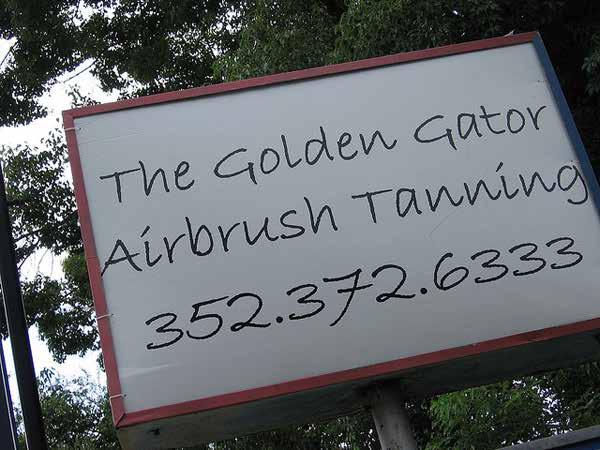 The Golden Gator
Airbrush Tanning
352.372.6333